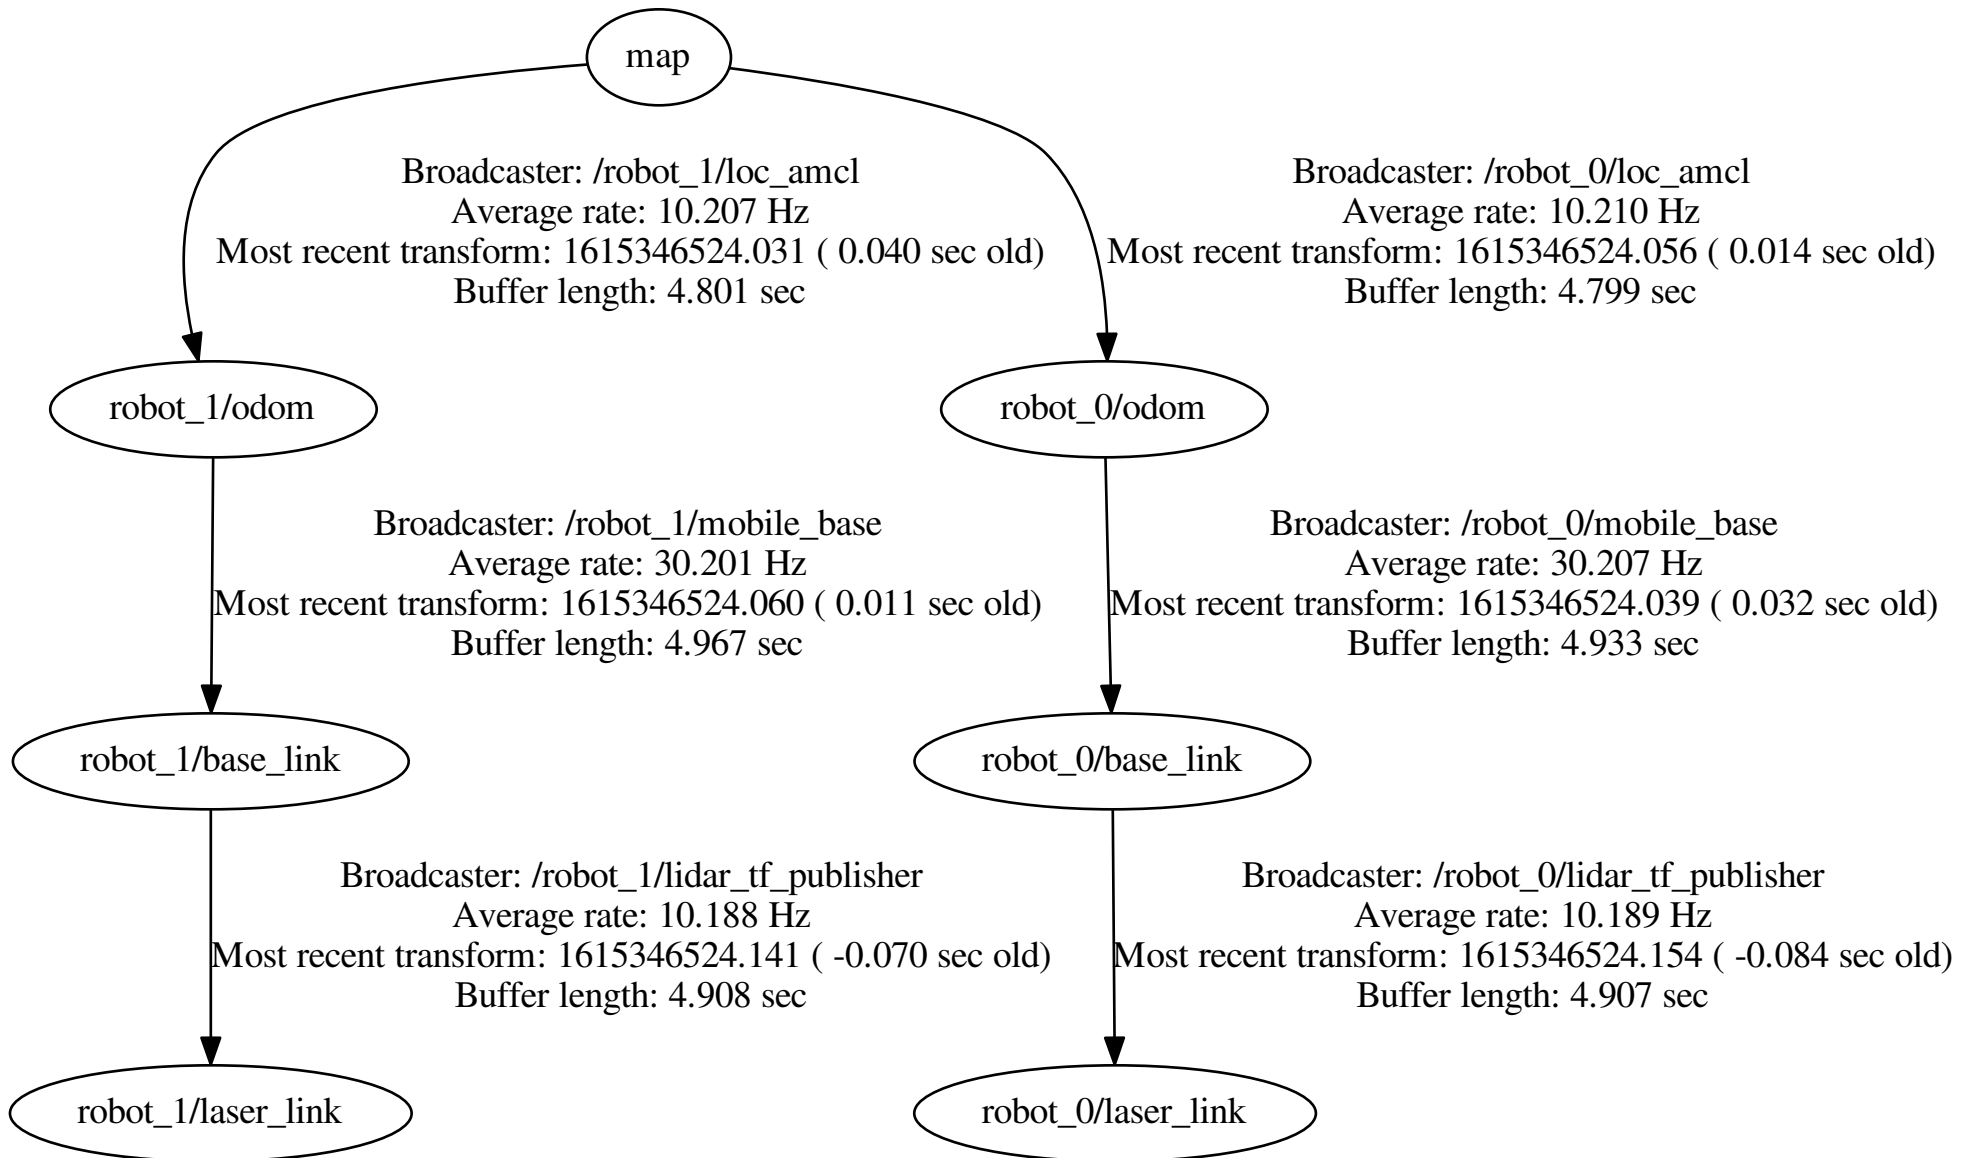 map
Broadcaster: /robot_1/loc_amcl
Average rate: 10.207 Hz
Most recent transform: 1615346524.031 ( 0.040 sec old)
Buffer length: 4.801 sec
Broadcaster: /robot_0/loc_amcl
Average rate: 10.210 Hz
Most recent transform: 1615346524.056 ( 0.014 sec old)
Buffer length: 4.799 sec
robot_1/odom
robot_0/odom
Broadcaster: /robot_1/mobile_base
Average rate: 30.201 Hz
Most recent transform: 1615346524.060 ( 0.011 sec old)
Buffer length: 4.967 sec
Broadcaster: /robot_0/mobile_base
Average rate: 30.207 Hz
Most recent transform: 1615346524.039 ( 0.032 sec old)
Buffer length: 4.933 sec
robot_1/base_link
robot_0/base_link
Broadcaster: /robot_1/lidar_tf_publisher
Average rate: 10.188 Hz
Most recent transform: 1615346524.141 ( -0.070 sec old)
Buffer length: 4.908 sec
Broadcaster: /robot_0/lidar_tf_publisher
Average rate: 10.189 Hz
Most recent transform: 1615346524.154 ( -0.084 sec old)
Buffer length: 4.907 sec
robot_1/laser_link
robot_0/laser_link